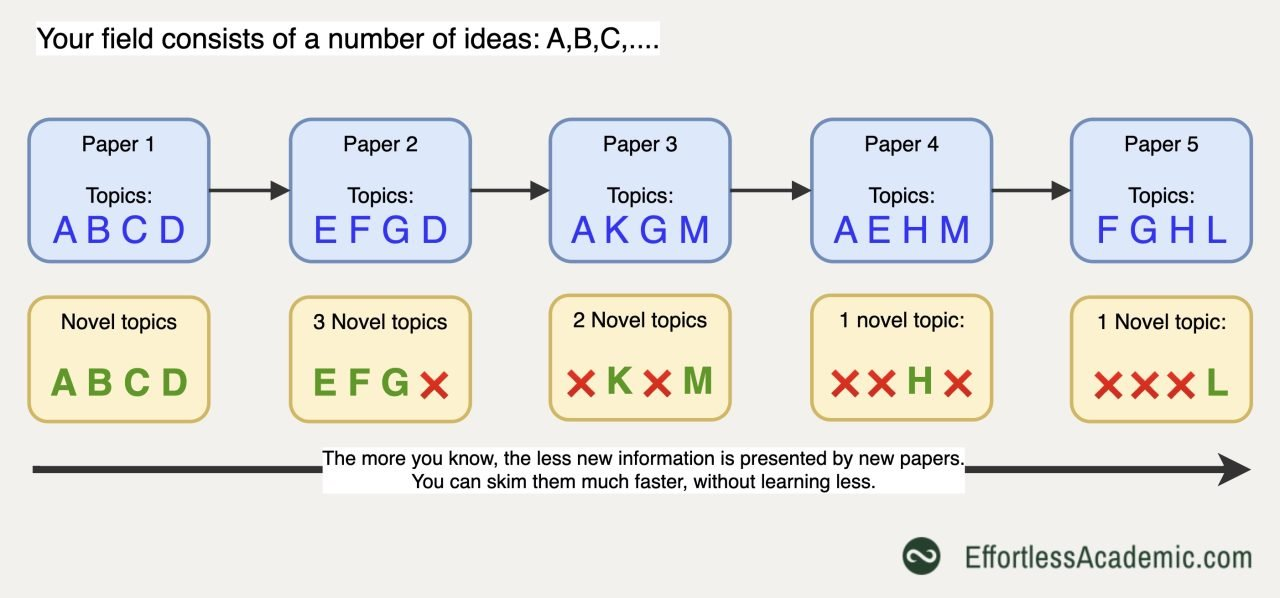 Your field consists of a number of ideas: A,B,C,....
Paper 1
Topics:
A B C D
Paper 2
Topics:
E F G D
Paper 3
Topics:
A K G M
Paper 4
Topics:
A E H M
Paper 5
Topics:
F G H L
Novel topics
A B C D
3 Novel topics
E F G ×
2 Novel topics
× K × M
1 novel topic:
× × H ×
1 Novel topic:
× × × L
The more you know, the less new information is presented by new papers.
You can skim them much faster, without learning less.
EffortlessAcademic.com